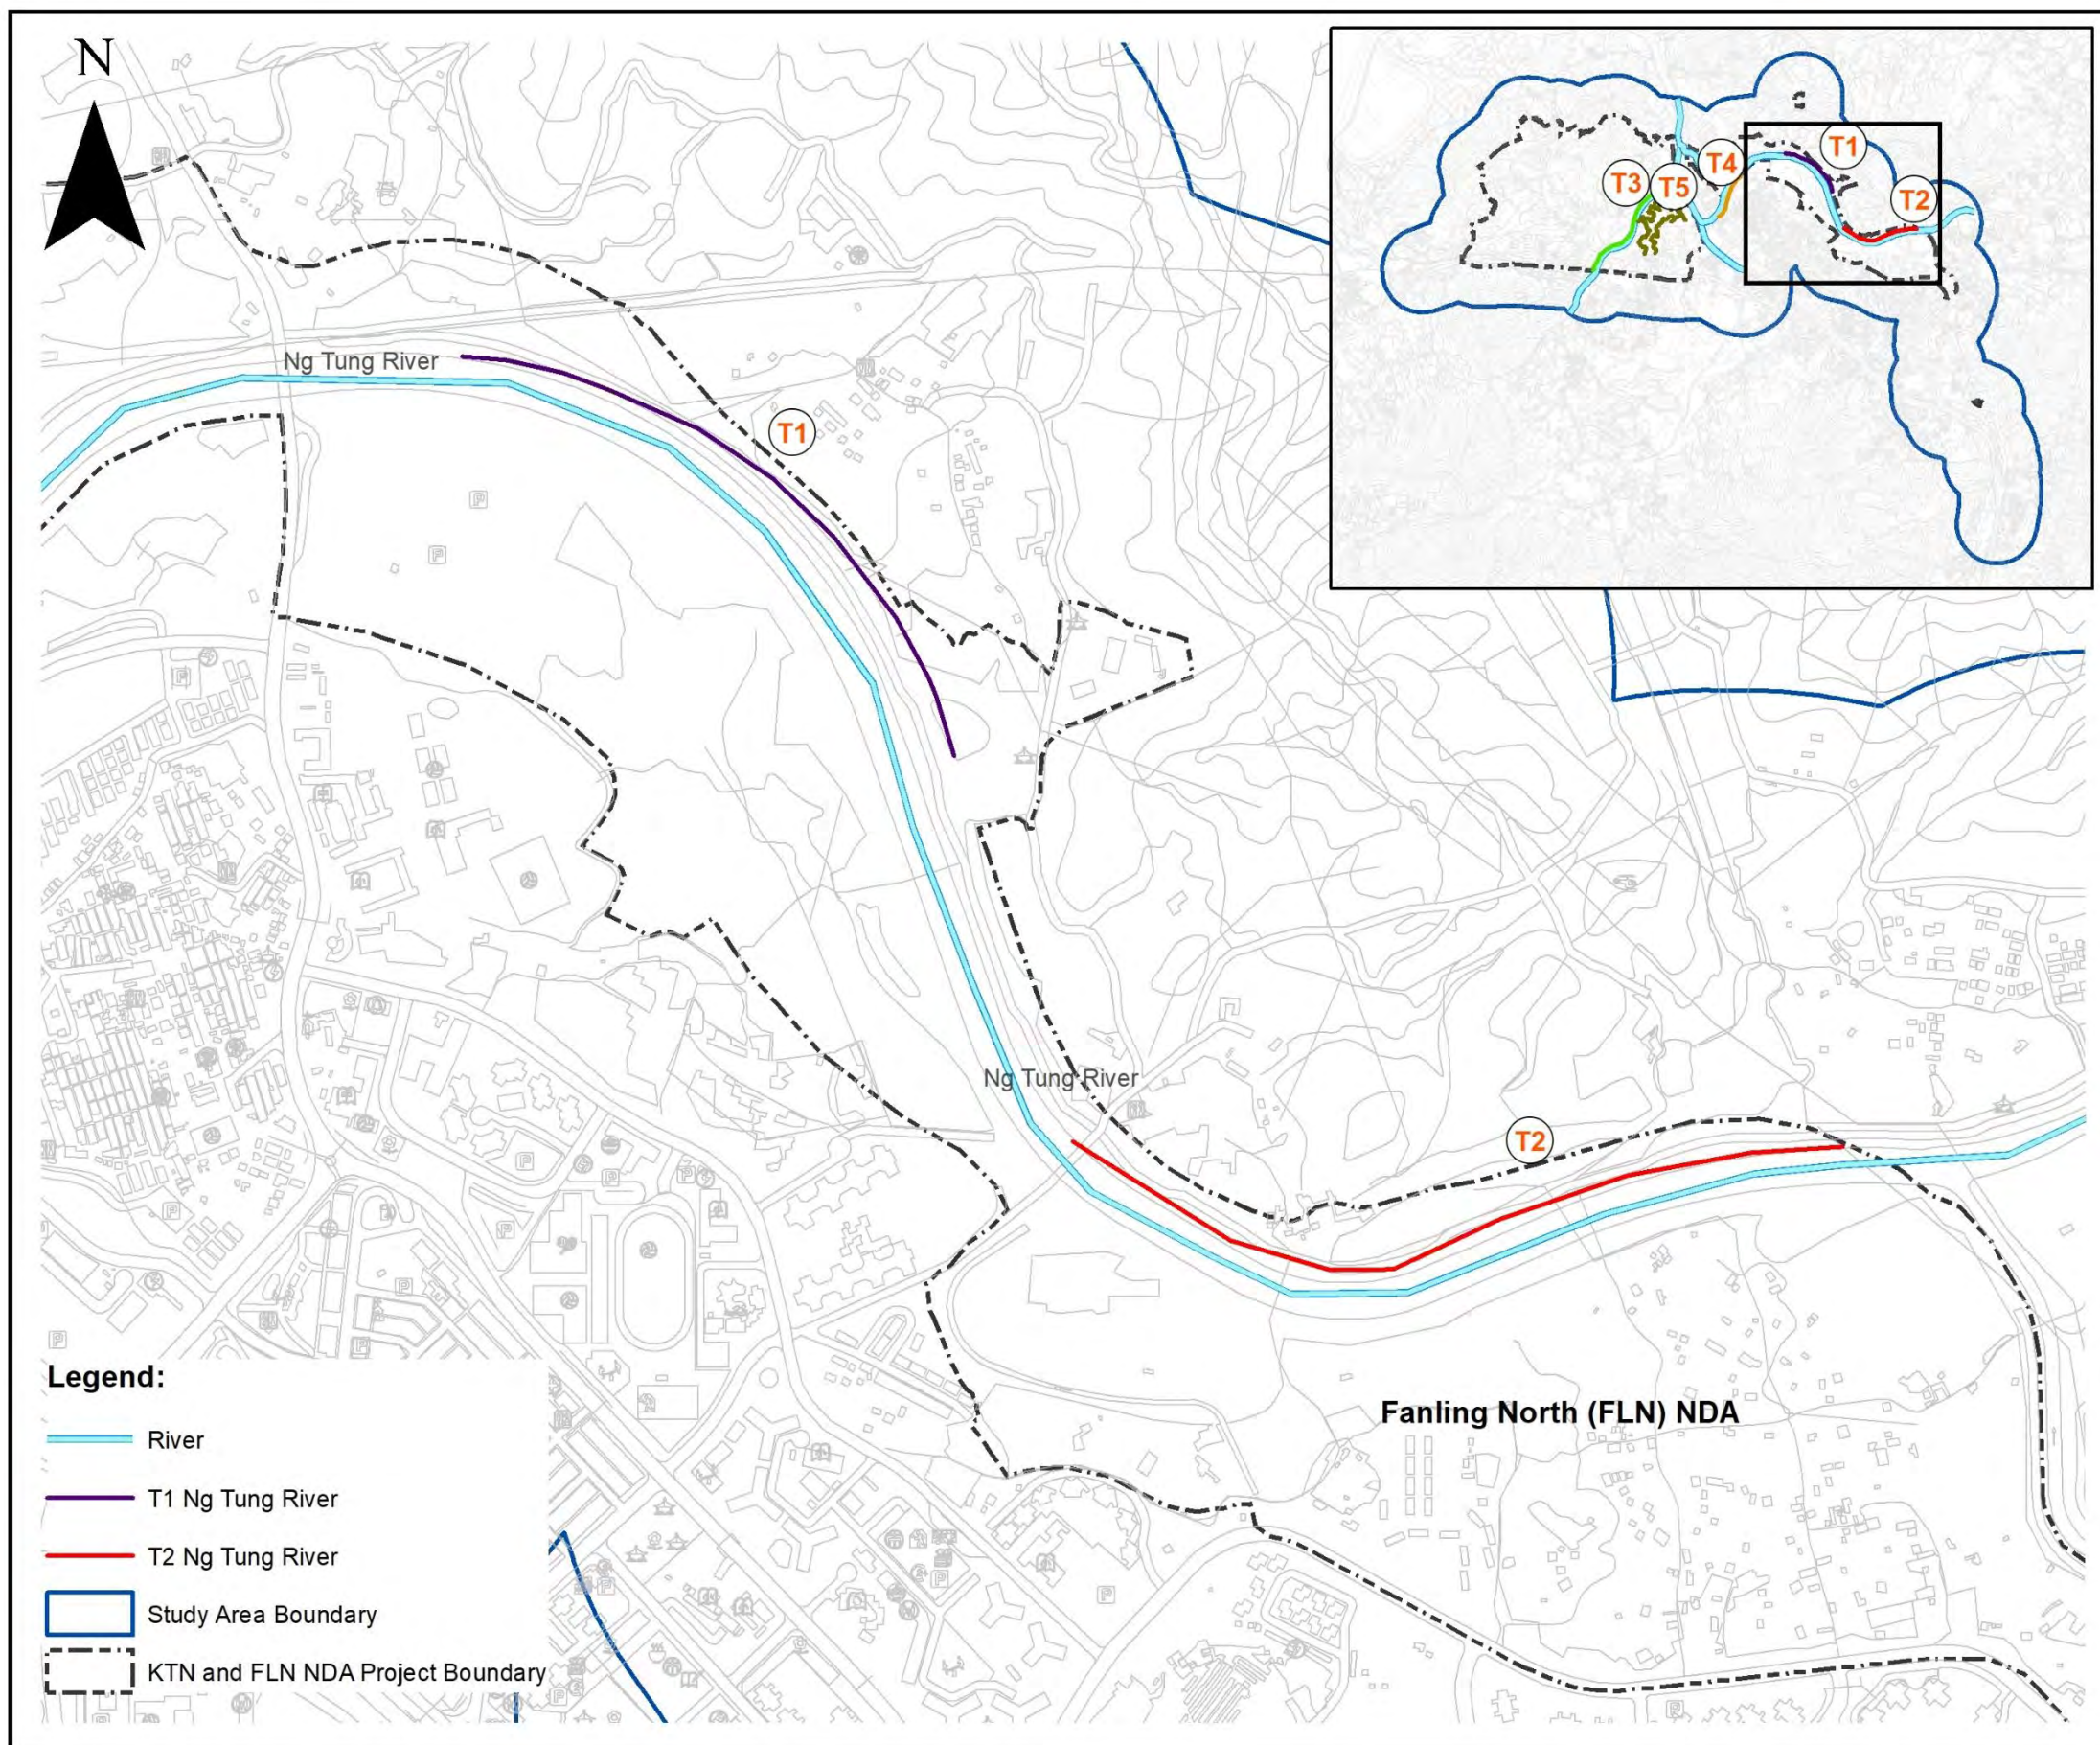 N
T1
T4
T3
T5
T2
Ng Tung River
T1
Ng Tung River
T2
Fanling North (FLN) NDA
Legend:
River
T1 Ng Tung River
T2 Ng Tung River
Study Area Boundary
KTN and FLN NDA Project Boundary
P
P
P
P
P
P
P
P
P
P
P
P